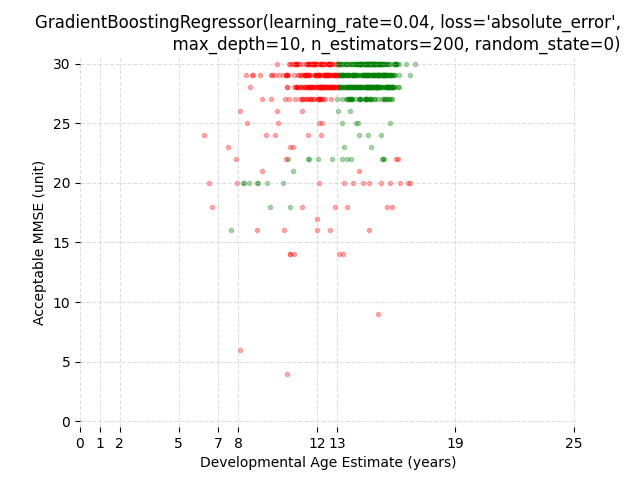 GradientBoostingRegressor(learning_rate=0.04, loss='absolute_error',
max_depth=10, n_estimators=200, random_state=0)
30
25
20
15
10
5
0
Acceptable MMSE (unit)
0 1 2 5 7 8 12 13 19 25
Developmental Age Estimate (years)